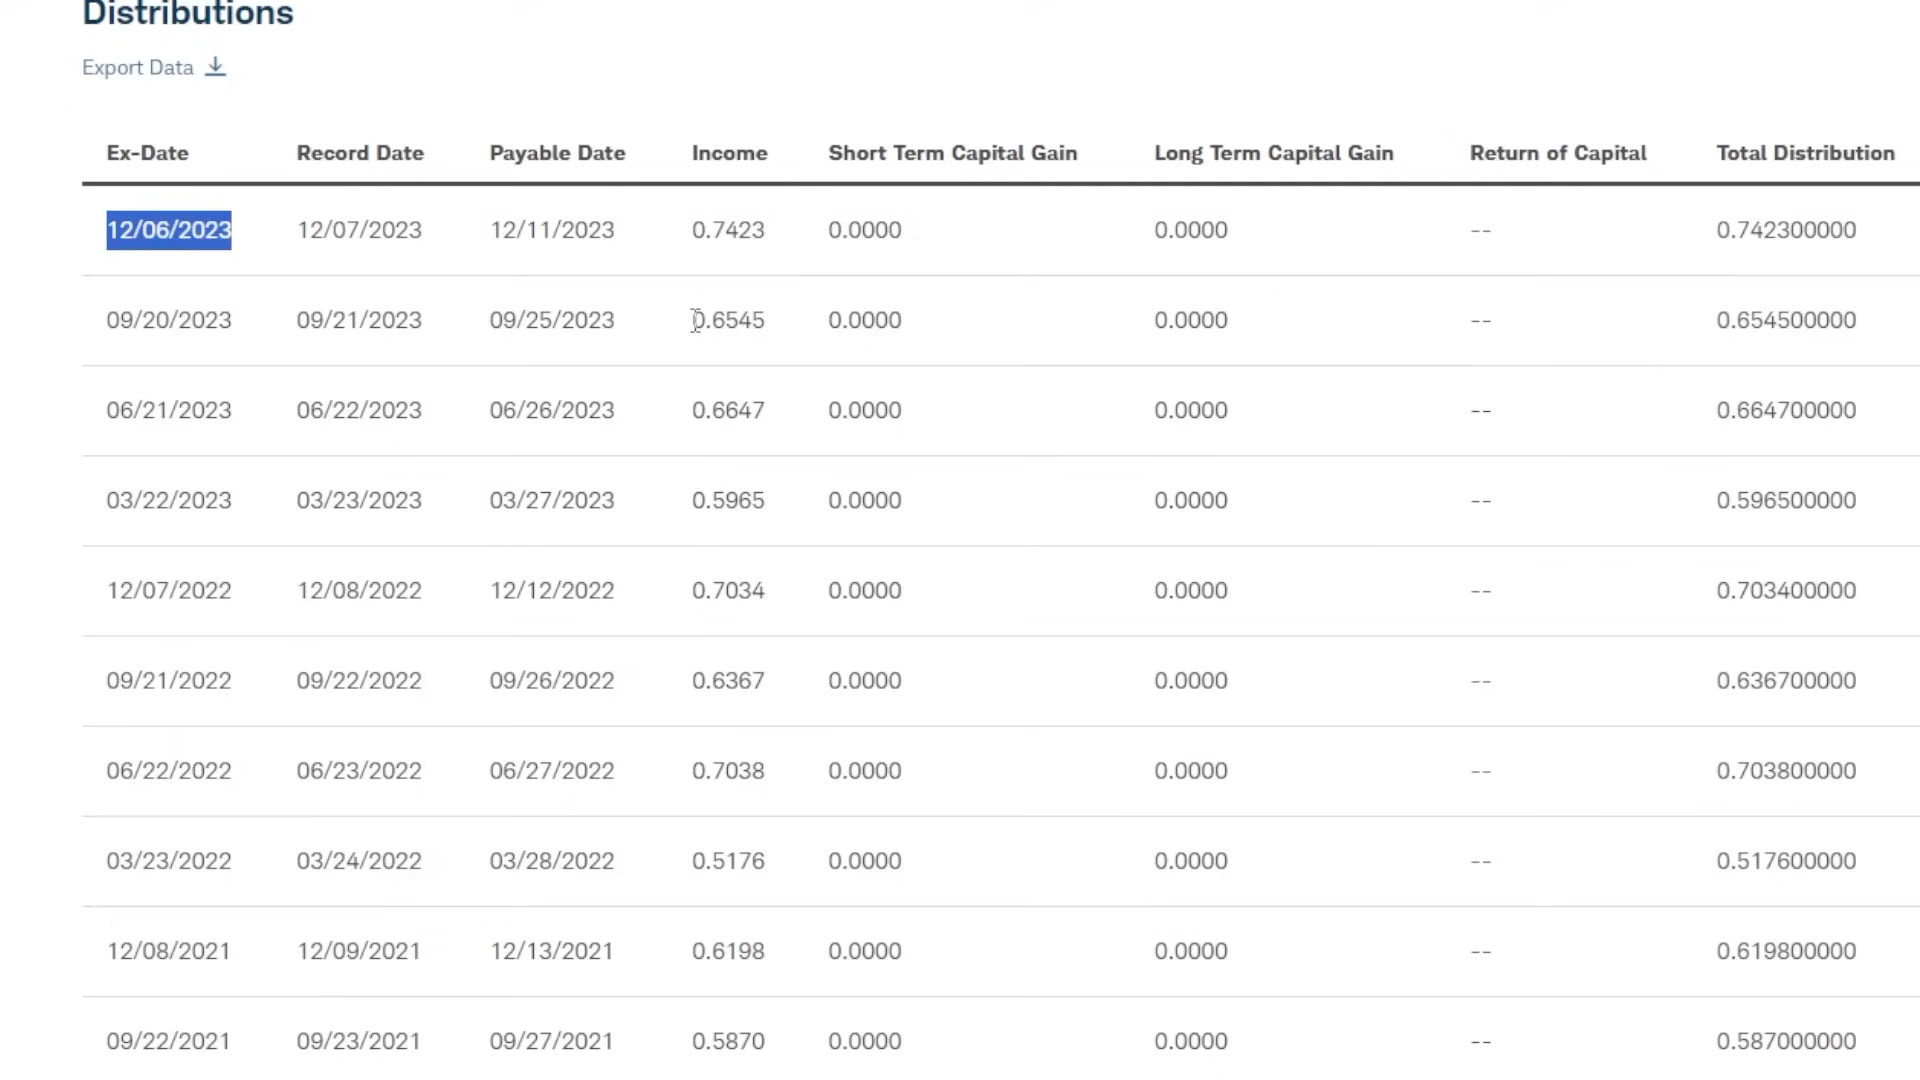 Distributions
Export Data
Ex-Date Record Date Payable Date Income Short Term Capital Gain Long Term Capital Gain Return of Capital Total Distribution
12/06/2023 12/07/2023 12/11/2023 0.7423 0.0000 0.0000 -- 0.742300000
09/20/2023 09/21/2023 09/25/2023 0.6545 0.0000 0.0000 -- 0.654500000
06/21/2023 06/22/2023 06/26/2023 0.6647 0.0000 0.0000 -- 0.664700000
03/22/2023 03/23/2023 03/27/2023 0.5965 0.0000 0.0000 -- 0.596500000
12/07/2022 12/08/2022 12/12/2022 0.7034 0.0000 0.0000 -- 0.703400000
09/21/2022 09/22/2022 09/26/2022 0.6367 0.0000 0.0000 -- 0.636700000
06/22/2022 06/23/2022 06/27/2022 0.7038 0.0000 0.0000 -- 0.703800000
03/23/2022 03/24/2022 03/28/2022 0.5176 0.0000 0.0000 -- 0.517600000
12/08/2021 12/09/2021 12/13/2021 0.6198 0.0000 0.0000 -- 0.619800000
09/22/2021 09/23/2021 09/27/2021 0.5870 0.0000 0.0000 -- 0.587000000